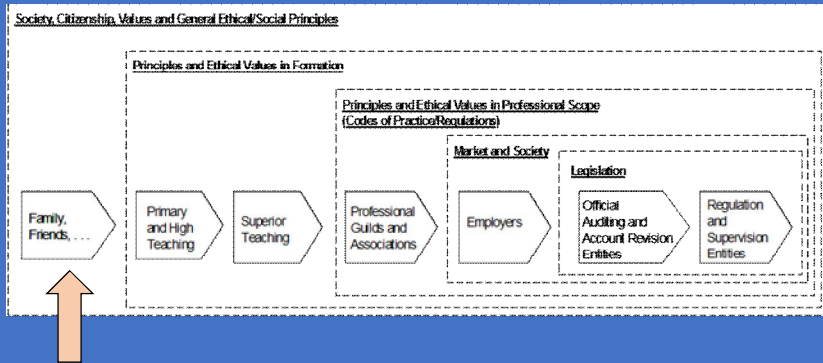 Society, Citizenship, Values and General Ethical/Social Principles
Principles and Ethical Values in Formation
Principles and Ethical Values in Professional Scope
(Codes of Practice/Regulations)
Market and Society
Legislation
Family,
Friends, . . .
Primary
and High
Teaching
Superior
Teaching
Professional
Guilds and
Associations
Employers
Official
Auditing and
Account Revision
Entities
Regulation
and
Supervision
Entities